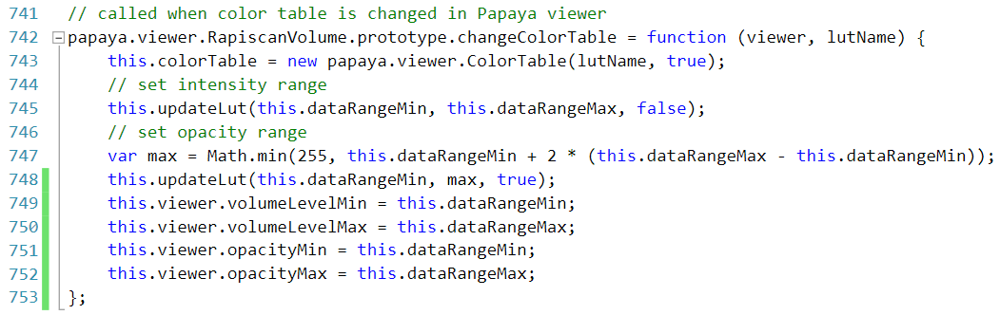 741 // called when color table is changed in Papaya viewer
742 papaya.viewer.RapiscanVolume.prototype.changeColorTable = function (viewer, lutName) {
743     this.colorTable = new papaya.viewer.ColorTable(lutName, true);
744     // set intensity range
745     this.updateLut(this.dataRangeMin, this.dataRangeMax, false);
746     // set opacity range
747     var max = Math.min(255, this.dataRangeMin + 2 * (this.dataRangeMax - this.dataRangeMin));
748     this.updateLut(this.dataRangeMin, max, true);
749     this.viewer.volumeLevelMin = this.dataRangeMin;
750     this.viewer.volumeLevelMax = this.dataRangeMax;
751     this.viewer.opacityMin = this.dataRangeMin;
752     this.viewer.opacityMax = this.dataRangeMax;
753 };